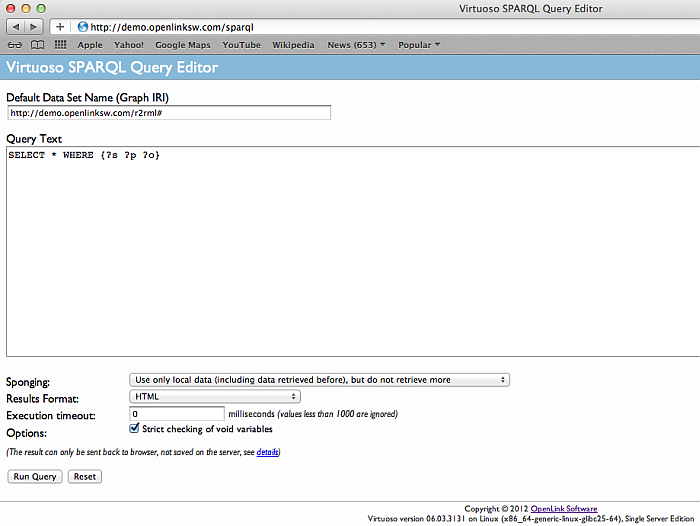 Virtuoso SPARQL Query Editor
http://demo.openlinksw.com/sparql
Apple Yahoo! Google Maps YouTube Wikipedia News (653) Popular
Virtuoso SPARQL Query Editor
Default Data Set Name (Graph IRI)
http://demo.openlinksw.com/r2rml#
Query Text
SELECT * WHERE {?s ?p ?o}
Sponging: Use only local data (including data retrieved before), but do not retrieve more
Results Format: HTML
Execution timeout: 0 milliseconds (values less than 1000 are ignored)
Options: Strict checking of void variables
(The result can only be sent back to browser, not saved on the server, see details)
Run Query Reset
Copyright © 2012 OpenLink Software
Virtuoso version 06.03.3131 on Linux (x86_64-generic-linux-glibc25-64), Single Server Edition